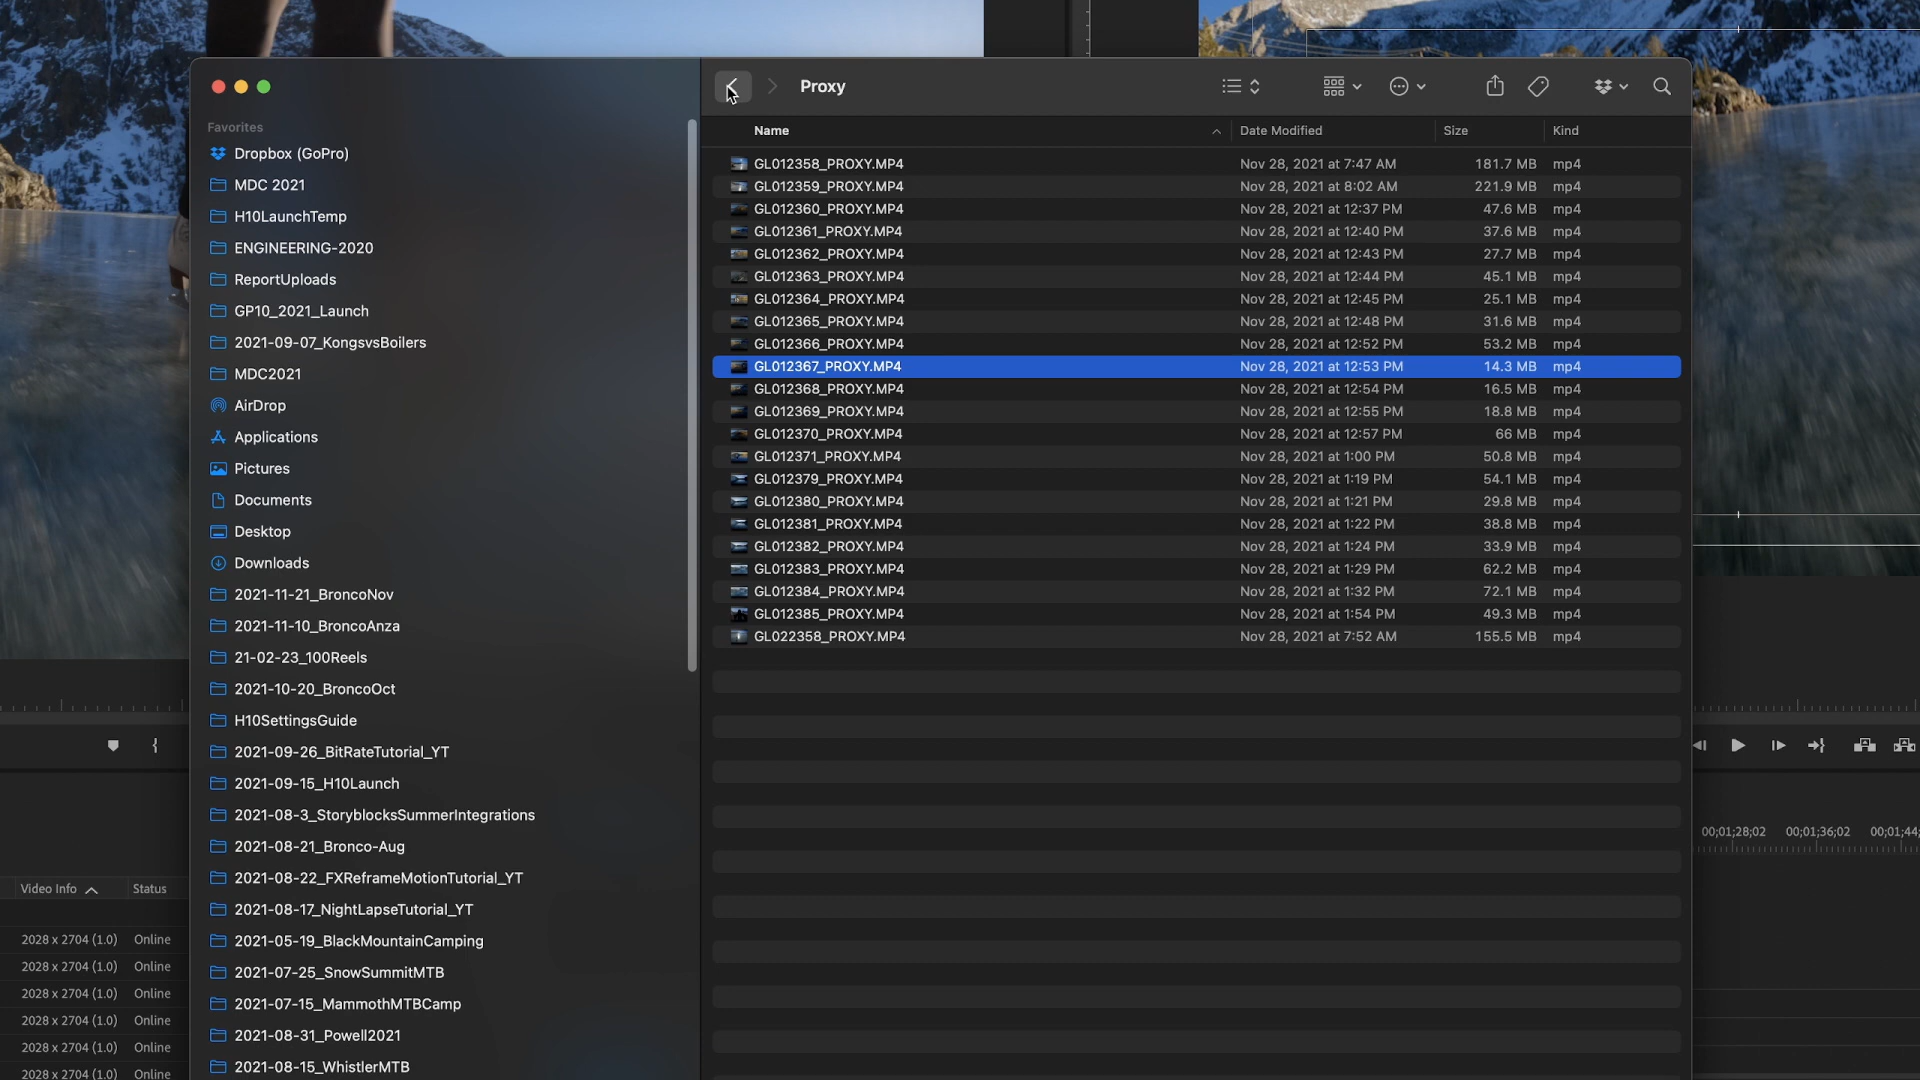 Proxy
Favorites
Dropbox (GoPro)
MDC 2021
H10LaunchTemp
ENGINEERING-2020
ReportUploads
GP10_2021_Launch
2021-09-07_KongsvsBoilers
MDC2021
AirDrop
Applications
Pictures
Documents
Desktop
Downloads
2021-11-21_BroncoNov
2021-11-10_BroncoAnza
21-02-23_100Reels
2021-10-20_BroncoOct
H10SettingsGuide
2021-09-26_BitRateTutorial_YT
2021-09-15_H10Launch
2021-08-3_StoryblocksSummerIntegrations
2021-08-21_Bronco-Aug
2021-08-22_FXReframeMotionTutorial_YT
2021-08-17_NightLapseTutorial_YT
2021-05-19_BlackMountainCamping
2021-07-25_SnowSummitMTB
2021-07-15_MammothMTBCamp
2021-08-31_Powell2021
2021-08-15_WhistlerMTB
Name Date Modified Size Kind
GL012358_PROXY.MP4 Nov 28, 2021 at 7:47 AM 181.7 MB mp4
GL012359_PROXY.MP4 Nov 28, 2021 at 8:02 AM 221.9 MB mp4
GL012360_PROXY.MP4 Nov 28, 2021 at 12:37 PM 47.6 MB mp4
GL012361_PROXY.MP4 Nov 28, 2021 at 12:40 PM 37.6 MB mp4
GL012362_PROXY.MP4 Nov 28, 2021 at 12:43 PM 27.7 MB mp4
GL012363_PROXY.MP4 Nov 28, 2021 at 12:44 PM 45.1 MB mp4
GL012364_PROXY.MP4 Nov 28, 2021 at 12:45 PM 25.1 MB mp4
GL012365_PROXY.MP4 Nov 28, 2021 at 12:48 PM 31.6 MB mp4
GL012366_PROXY.MP4 Nov 28, 2021 at 12:52 PM 53.2 MB mp4
GL012367_PROXY.MP4 Nov 28, 2021 at 12:53 PM 14.3 MB mp4
GL012368_PROXY.MP4 Nov 28, 2021 at 12:54 PM 16.5 MB mp4
GL012369_PROXY.MP4 Nov 28, 2021 at 12:55 PM 18.8 MB mp4
GL012370_PROXY.MP4 Nov 28, 2021 at 12:57 PM 66 MB mp4
GL012371_PROXY.MP4 Nov 28, 2021 at 1:00 PM 50.8 MB mp4
GL012379_PROXY.MP4 Nov 28, 2021 at 1:19 PM 54.1 MB mp4
GL012380_PROXY.MP4 Nov 28, 2021 at 1:21 PM 29.8 MB mp4
GL012381_PROXY.MP4 Nov 28, 2021 at 1:22 PM 38.8 MB mp4
GL012382_PROXY.MP4 Nov 28, 2021 at 1:24 PM 33.9 MB mp4
GL012383_PROXY.MP4 Nov 28, 2021 at 1:29 PM 62.2 MB mp4
GL012384_PROXY.MP4 Nov 28, 2021 at 1:32 PM 72.1 MB mp4
GL012385_PROXY.MP4 Nov 28, 2021 at 1:54 PM 49.3 MB mp4
GL022358_PROXY.MP4 Nov 28, 2021 at 7:52 AM 155.5 MB mp4
00;01;28;02 00;01;36;02 00;01;44;
Video Info Status
2028 x 2704 (1.0) Online
2028 x 2704 (1.0) Online
2028 x 2704 (1.0) Online
2028 x 2704 (1.0) Online
2028 x 2704 (1.0) Online
2028 x 2704 (1.0) Online